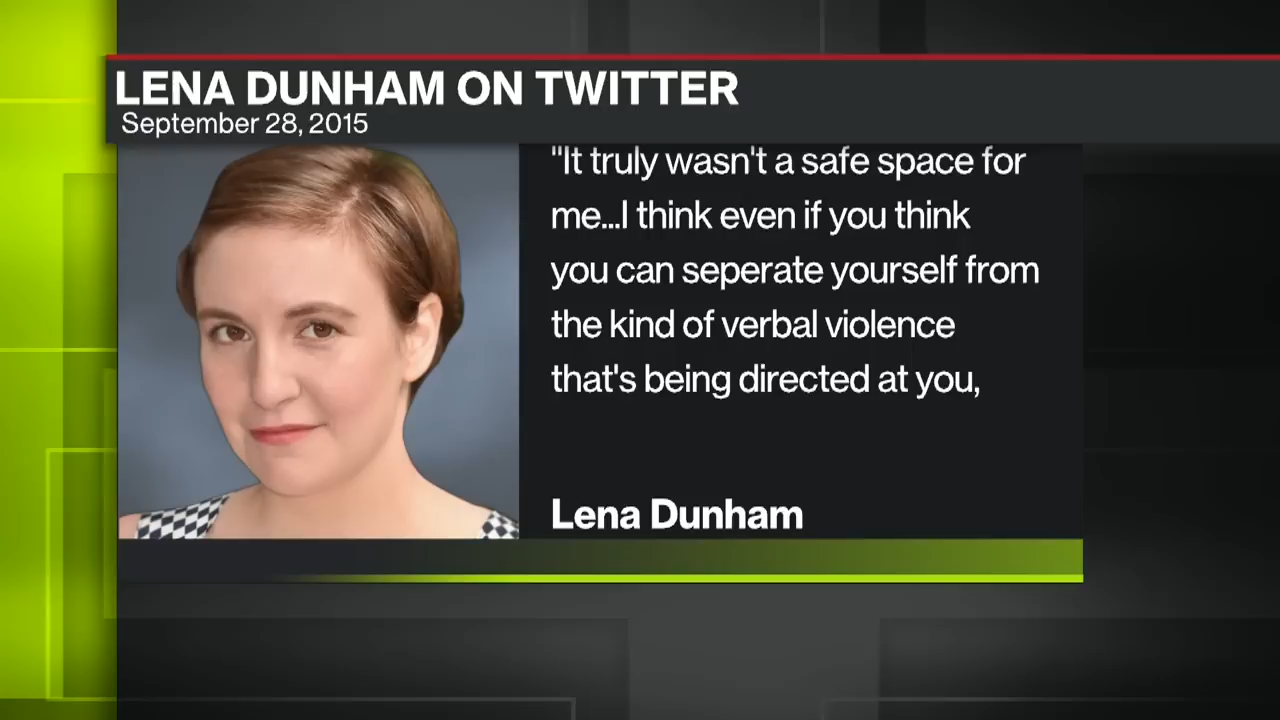 LENA DUNHAM ON TWITTER
September 28, 2015
"It truly wasn't a safe space for
me...I think even if you think
you can seperate yourself from
the kind of verbal violence
that's being directed at you,
Lena Dunham